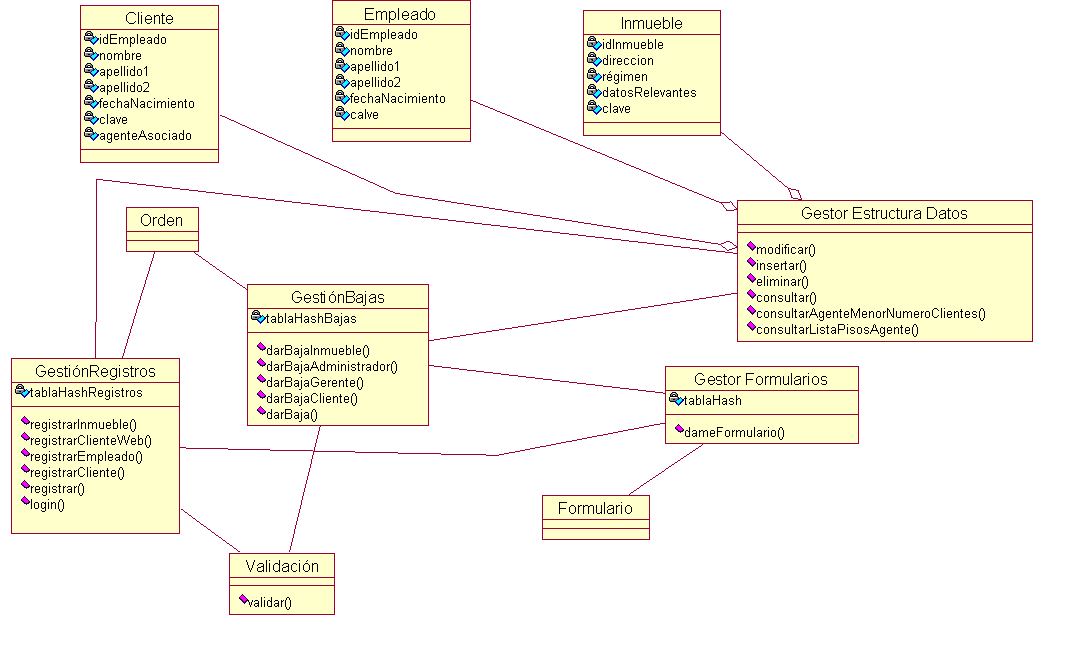 Cliente
idEmpleado
nombre
apellido1
apellido2
fechaNacimiento
clave
agenteAsociado
Empleado
idEmpleado
nombre
apellido1
apellido2
fechaNacimiento
calve
Inmueble
idInmueble
direccion
régimen
datosRelevantes
clave
Gestor Estructura Datos
modificar()
insertar()
eliminar()
consultar()
consultarAgenteMenorNumeroClientes()
consultarListaPisosAgente()
Orden
GestiónBajas
tablaHashBajas
darBajaInmueble()
darBajaAdministrador()
darBajaGerente()
darBajaCliente()
darBaja()
GestiónRegistros
tablaHashRegistros
registrarInmueble()
registrarClienteWeb()
registrarEmpleado()
registrarCliente()
registrar()
login()
Gestor Formularios
tablaHash
dameFormulario()
Formulario
Validación
validar()